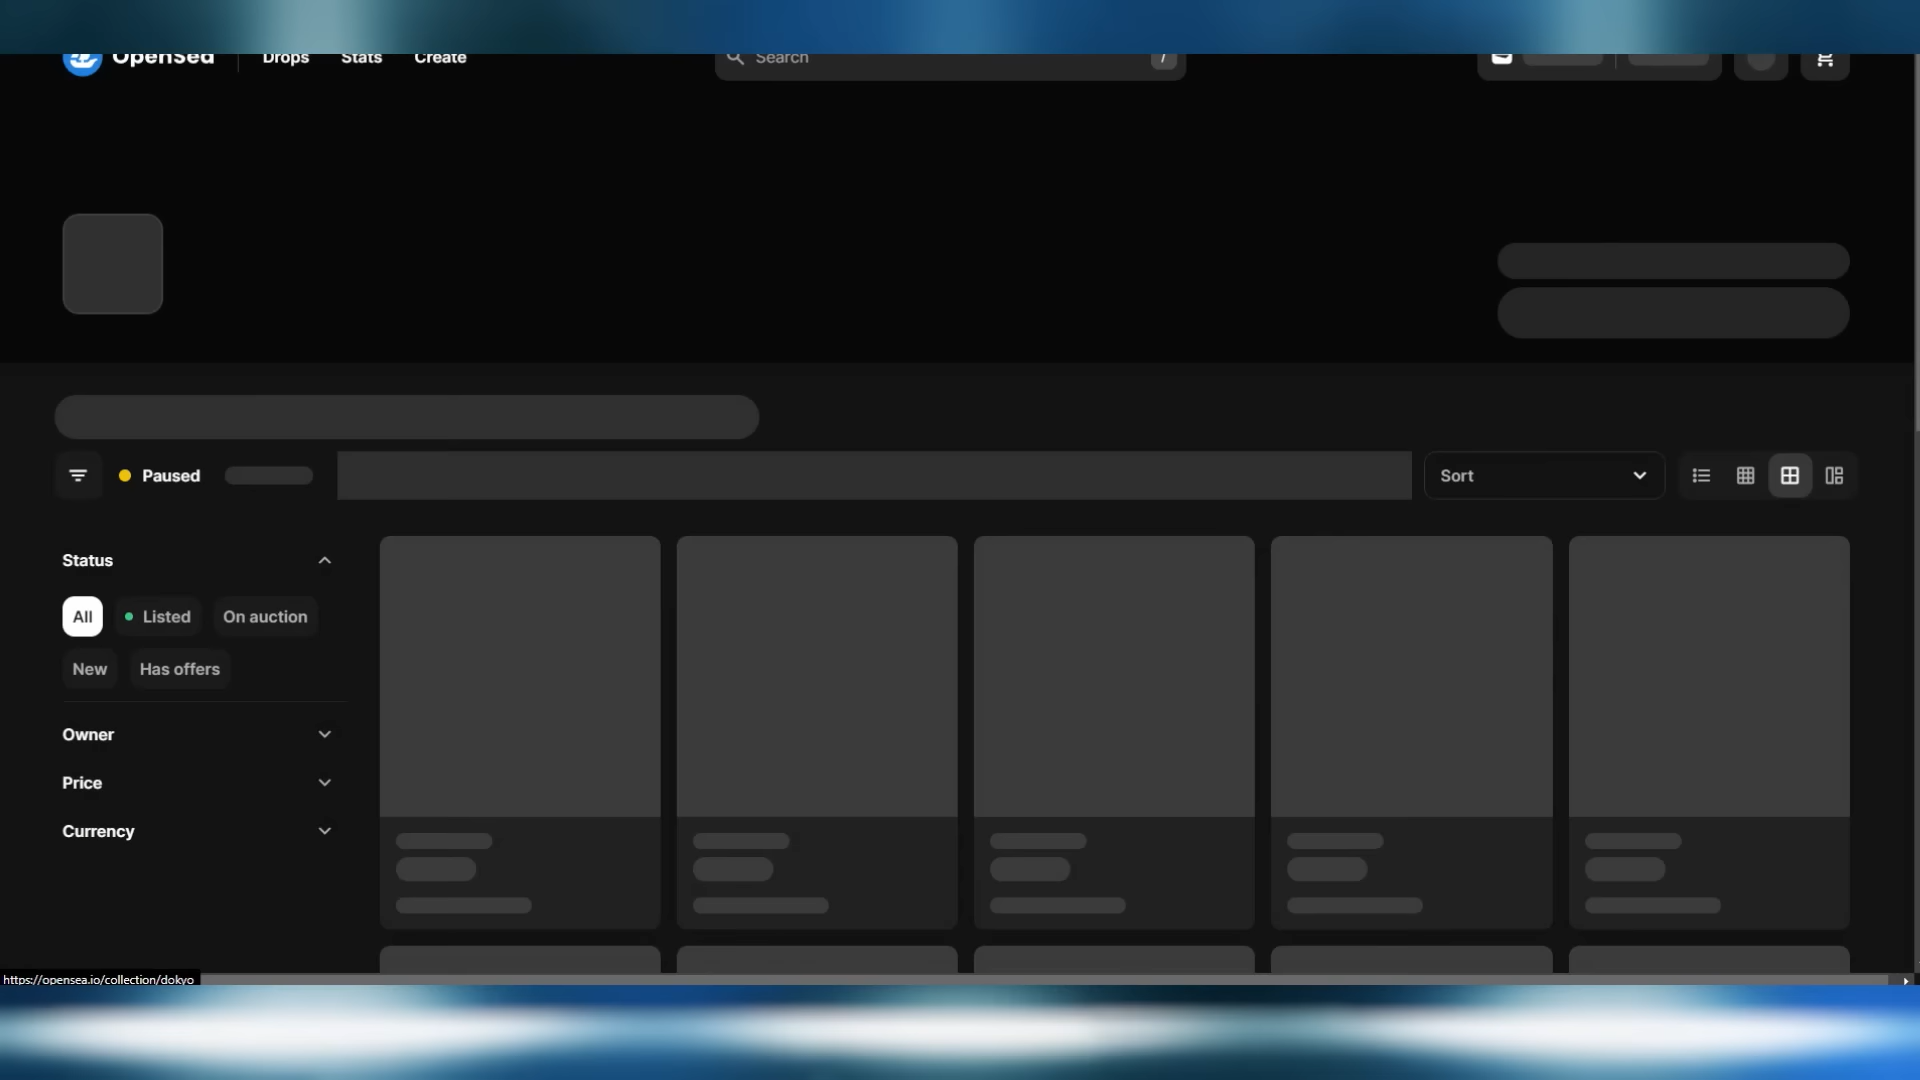 OpenSea
Drops
Stats
Create
Search
/
Paused
Sort
Status
All
Listed
On auction
New
Has offers
Owner
Price
Currency
https://opensea.io/collection/dokyo